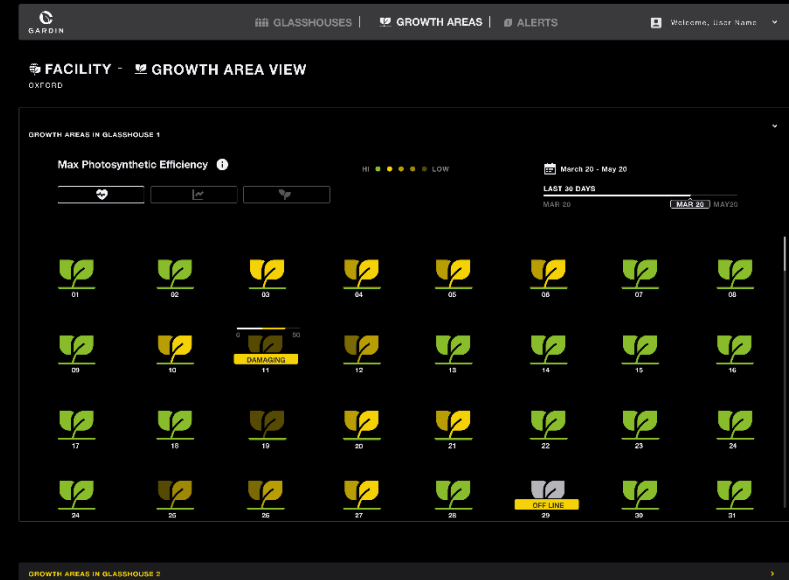 GARDIN
GLASSHOUSES | GROWTH AREAS | ALERTS
Welcome, User Name
FACILITY - GROWTH AREA VIEW
OXFORD
GROWTH AREAS IN GLASSHOUSE 1
Max Photosynthetic Efficiency i
HI LOW
March 20 - May 20
LAST 30 DAYS
MAR 20 MAR 20 MAY20
01 02 03 04 05 06 07 08
0 50
DAMAGING
09 10 11 12 13 14 15 16
17 18 19 20 21 22 23 24
OFF LINE
24 25 26 27 28 29 30 31
GROWTH AREAS IN GLASSHOUSE 2